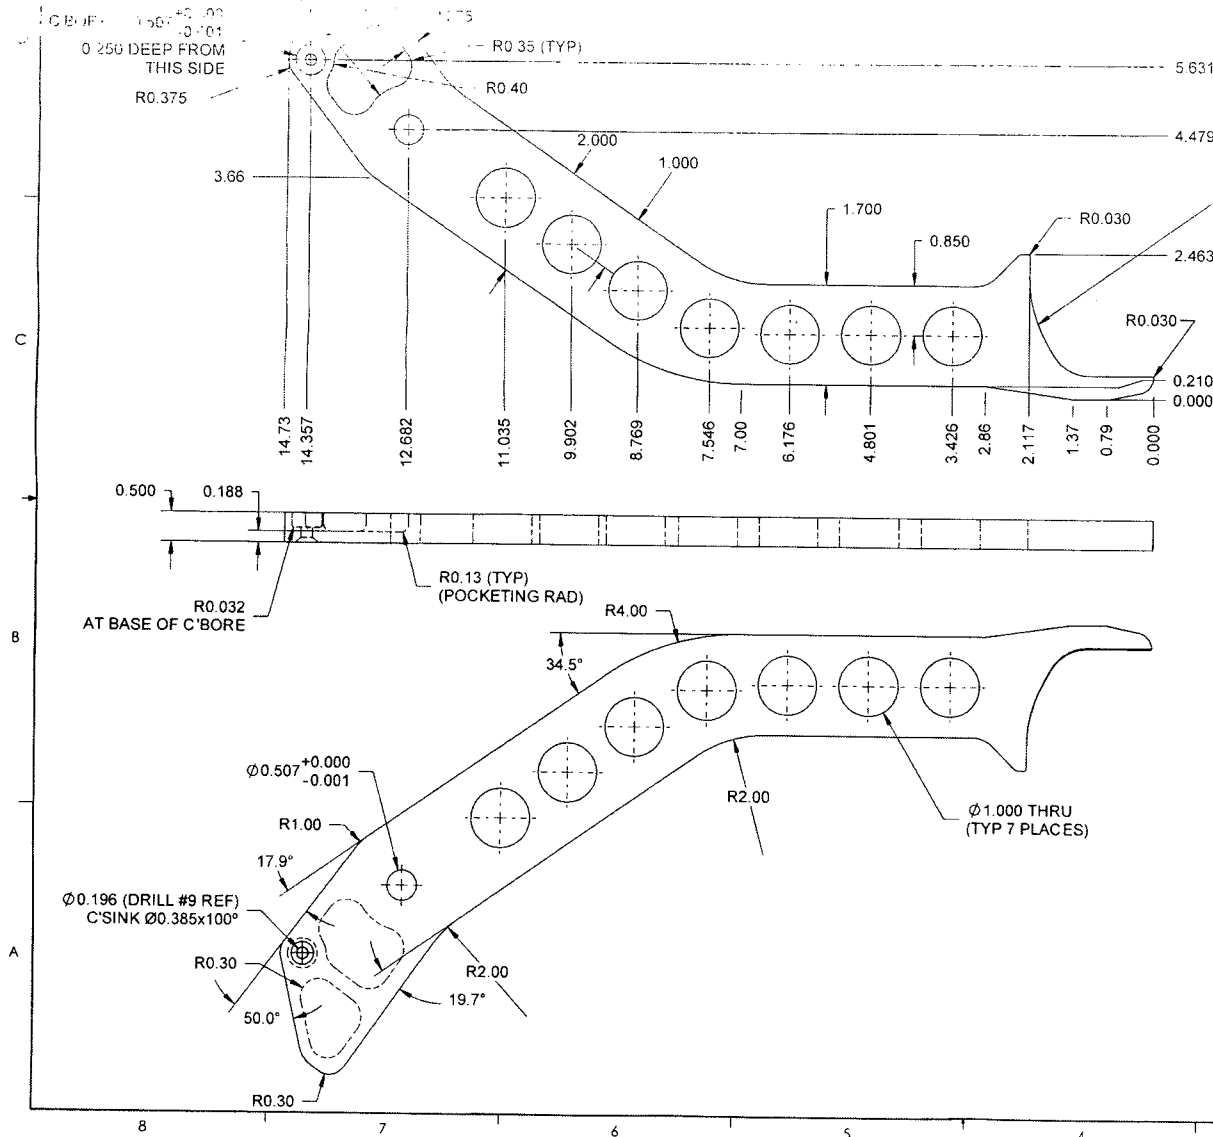 0.250 DEEP FROM
THIS SIDE
R0.375
R0.35 (TYP)
R0.40
5.631
4.479
3.66
2.000
1.000
1.700
0.850
R0.030
2.463
R0.030
0.210
0.000
14.73
14.357
12.682
11.035
9.902
8.769
7.546
7.00
6.176
4.801
3.426
2.86
2.117
1.37
0.79
0.000
C
0.500
0.188
R0.13 (TYP)
(POCKETING RAD)
R0.032
AT BASE OF C'BORE
B
R4.00
34.5°
Ø0.507 +0.000
-0.001
R2.00
Ø1.000 THRU
(TYP 7 PLACES)
R1.00
17.9°
Ø0.196 (DRILL #9 REF)
C'SINK Ø0.385x100°
A
R0.30
R2.00
19.7°
50.0°
R0.30
8
7
6
5